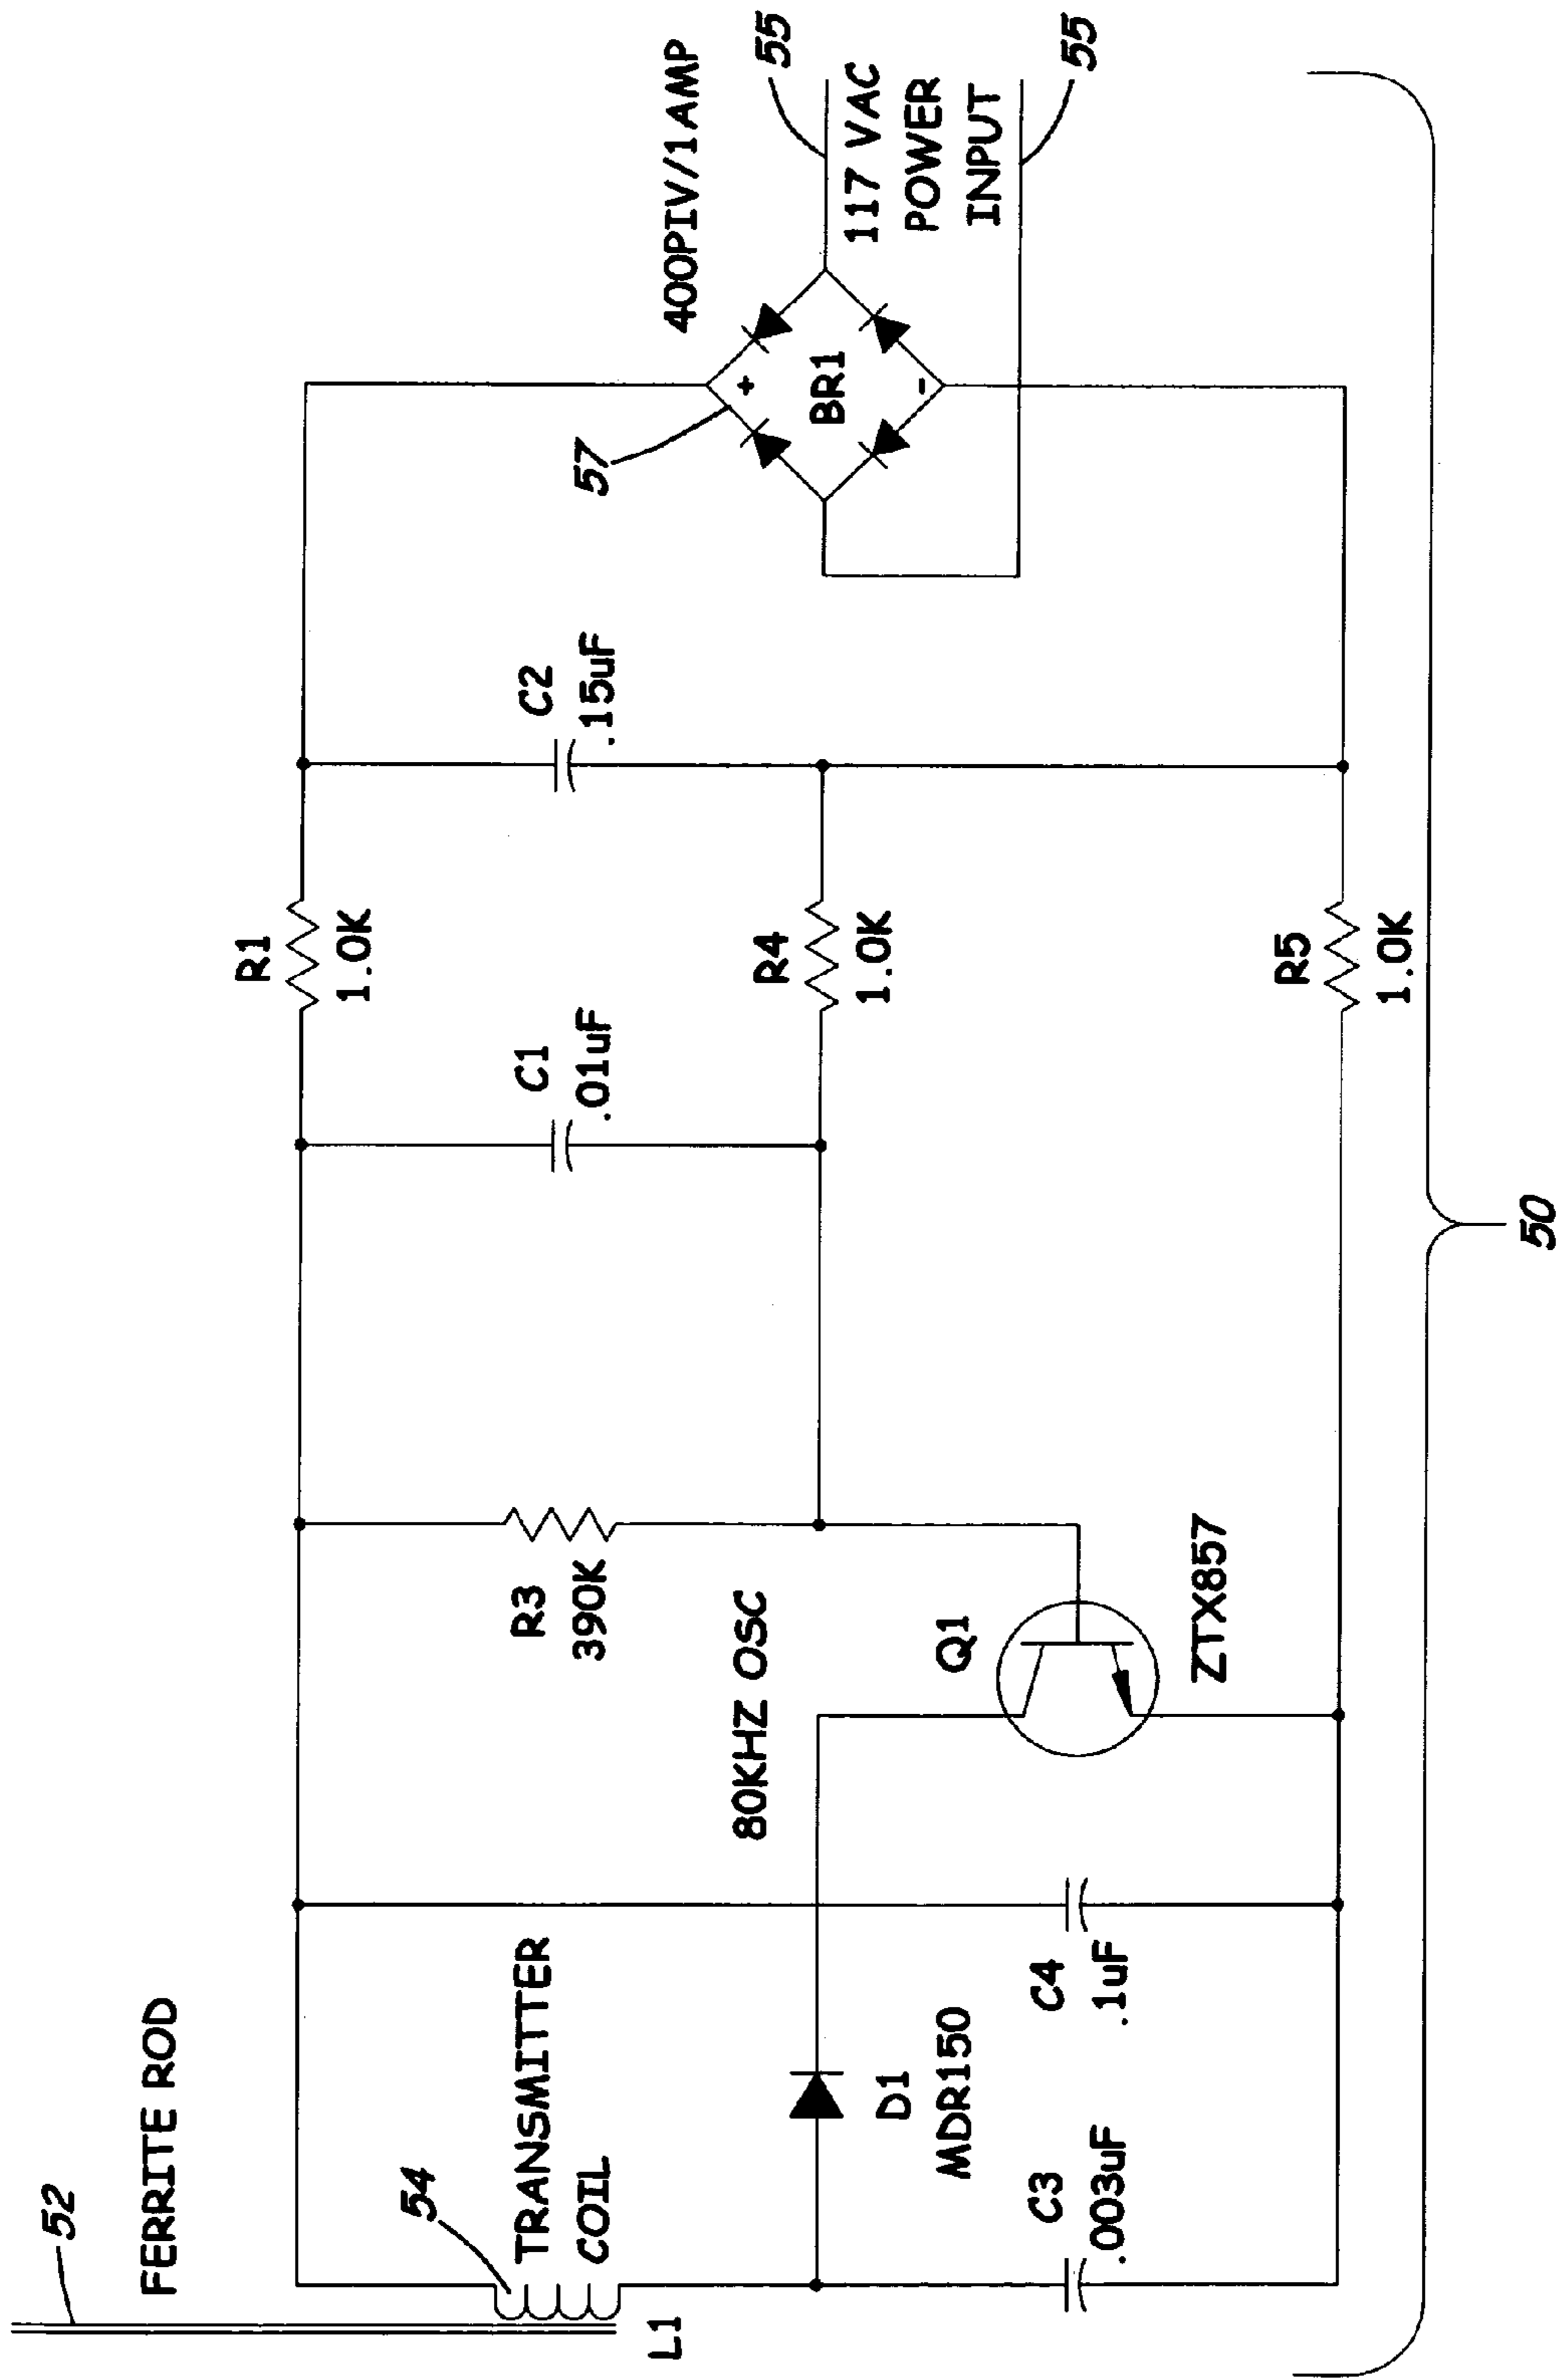 52
FERRITE ROD
54
TRANSMITTER
COIL
L1
C3
.003uF
D1
MDR150
C4
.1uF
80KHZ OSC
Q1
ZTX857
R3
390K
C1
.01uF
R1
1.0K
R4
1.0K
R5
1.0K
C2
.15uF
57
400PIV/1AMP
+
BR1
-
55
117 VAC
POWER
INPUT
55
50